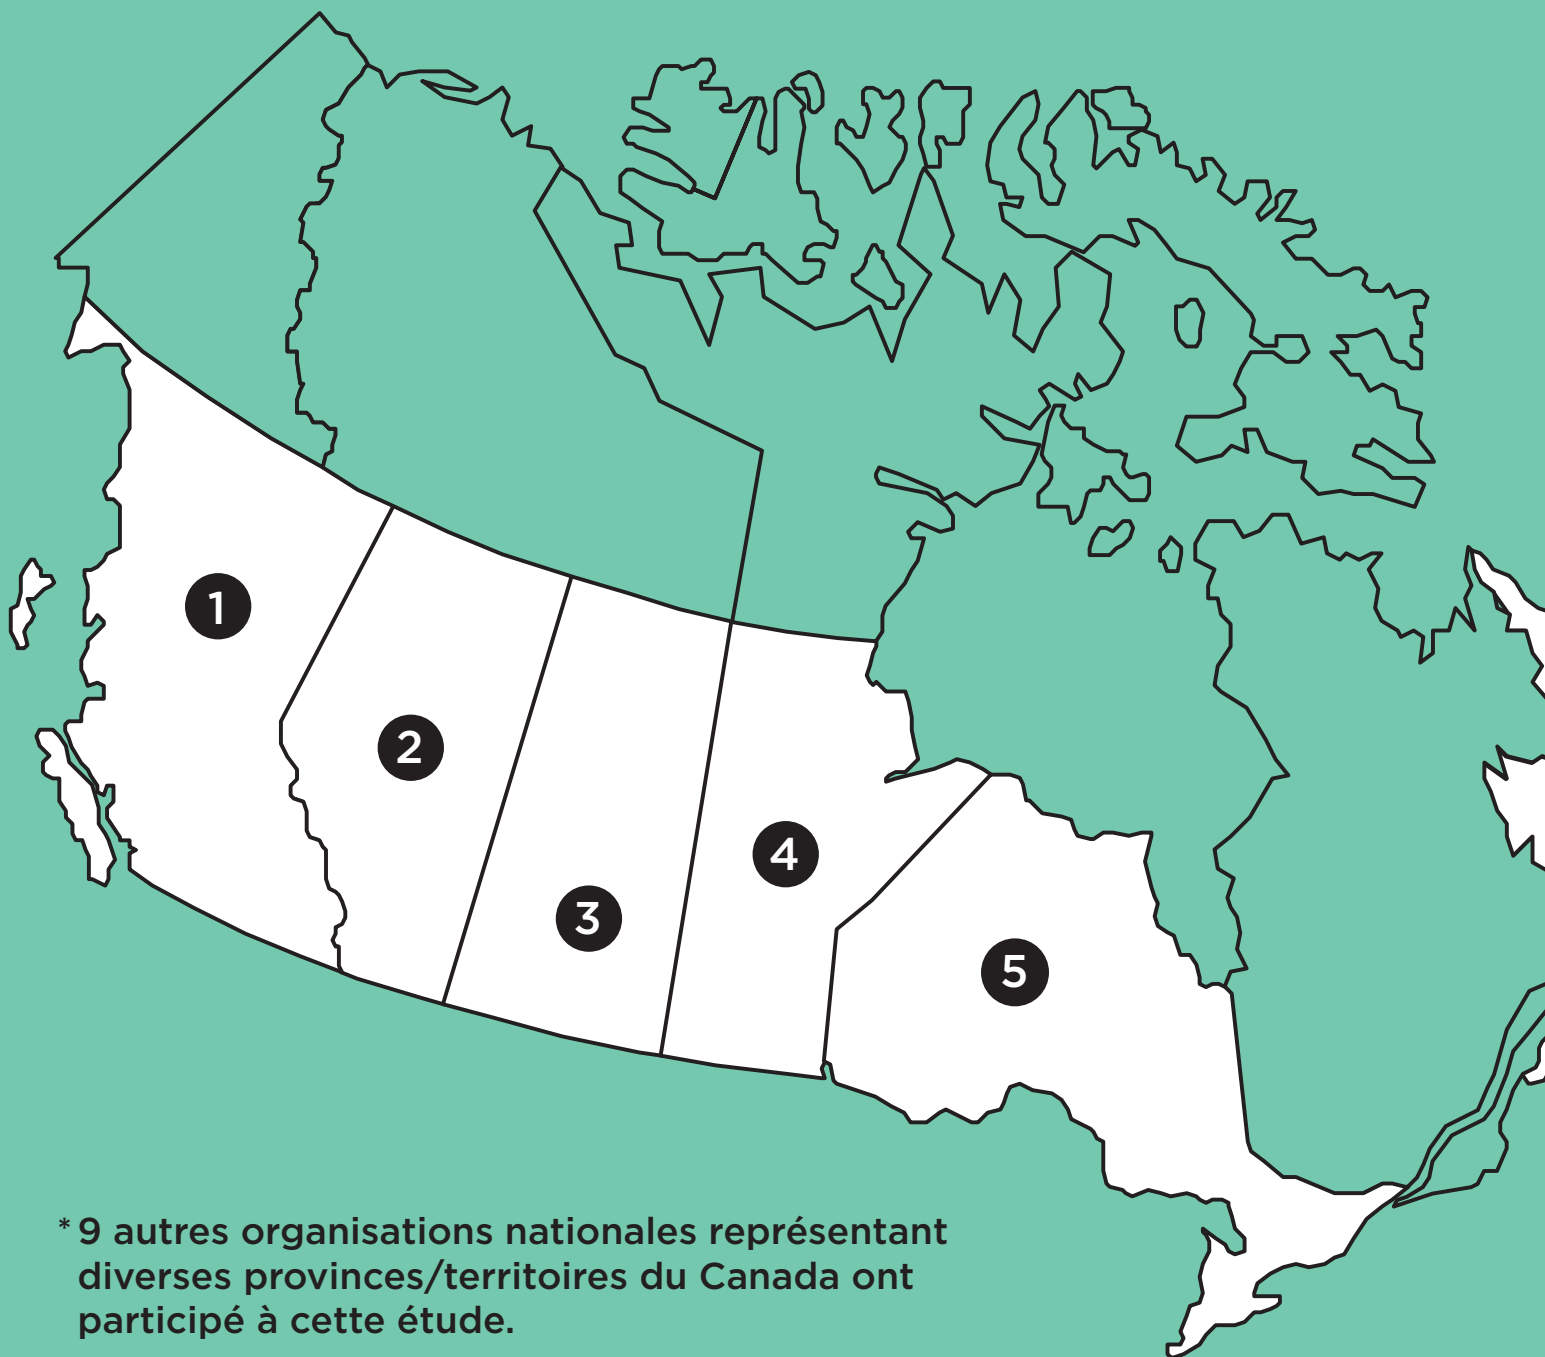 1
2
3
4
5
* 9 autres organisations nationales représentant
diverses provinces/territoires du Canada ont
participé à cette étude.